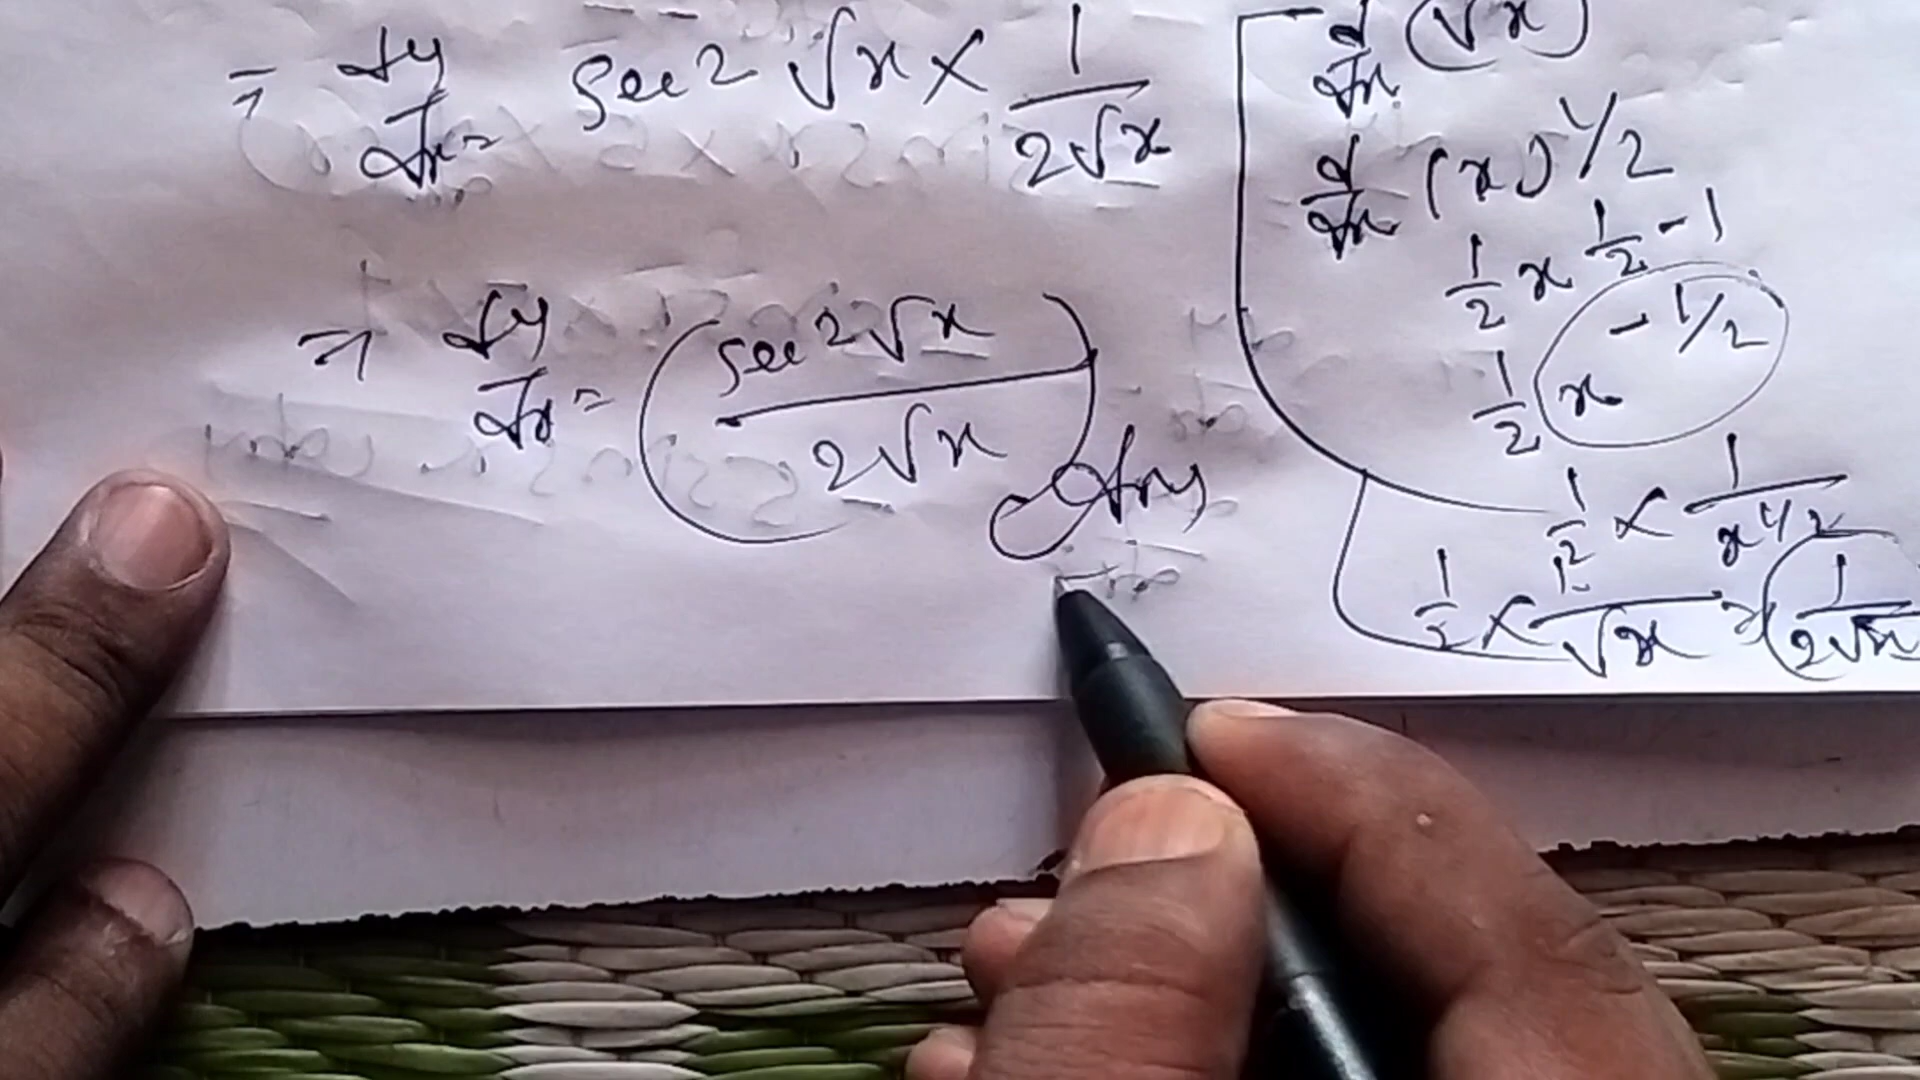 ⇒ dy/dx = sec2 √x × 1/2√x
⇒ dy/dx = sec2√x/2√x Ans
d/dx (√x)
d/dx (x)^1/2
1/2 x^1/2-1
1/2 x^-1/2
1/2 × 1/x^1/2
1/2 × 1/√x ⇒ 1/2√x